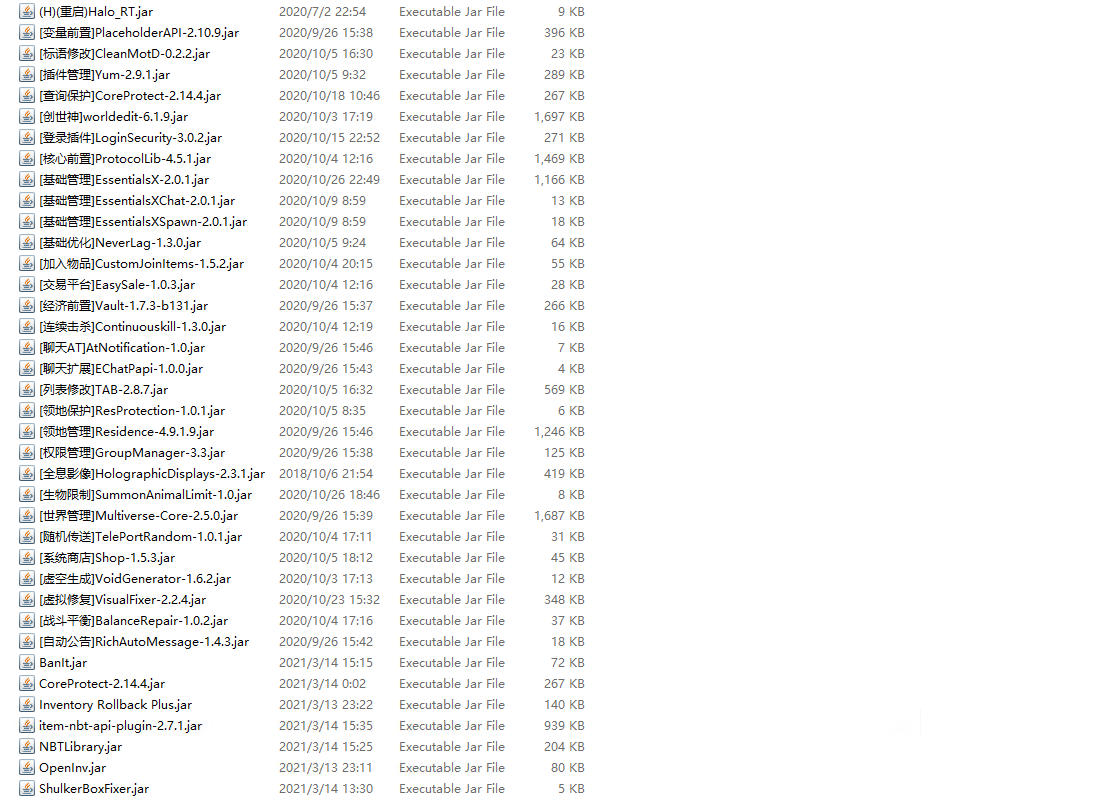 (H)(重启)Halo_RT.jar 2020/7/2 22:54 Executable Jar File 9 KB
[变量前置]PlaceholderAPI-2.10.9.jar 2020/9/26 15:38 Executable Jar File 396 KB
[标语修改]CleanMotD-0.2.2.jar 2020/10/5 16:30 Executable Jar File 23 KB
[插件管理]Yum-2.9.1.jar 2020/10/5 9:32 Executable Jar File 289 KB
[查询保护]CoreProtect-2.14.4.jar 2020/10/18 10:46 Executable Jar File 267 KB
[创世神]worldedit-6.1.9.jar 2020/10/3 17:19 Executable Jar File 1,697 KB
[登录插件]LoginSecurity-3.0.2.jar 2020/10/15 22:52 Executable Jar File 271 KB
[核心前置]ProtocolLib-4.5.1.jar 2020/10/4 12:16 Executable Jar File 1,469 KB
[基础管理]EssentialsX-2.0.1.jar 2020/10/26 22:49 Executable Jar File 1,166 KB
[基础管理]EssentialsXChat-2.0.1.jar 2020/10/9 8:59 Executable Jar File 13 KB
[基础管理]EssentialsXSpawn-2.0.1.jar 2020/10/9 8:59 Executable Jar File 18 KB
[基础优化]NeverLag-1.3.0.jar 2020/10/5 9:24 Executable Jar File 64 KB
[加入物品]CustomJoinItems-1.5.2.jar 2020/10/4 20:15 Executable Jar File 55 KB
[交易平台]EasySale-1.0.3.jar 2020/10/4 12:16 Executable Jar File 28 KB
[经济前置]Vault-1.7.3-b131.jar 2020/9/26 15:37 Executable Jar File 266 KB
[连续击杀]Continuouskill-1.3.0.jar 2020/10/4 12:19 Executable Jar File 16 KB
[聊天AT]AtNotification-1.0.jar 2020/9/26 15:46 Executable Jar File 7 KB
[聊天扩展]EChatPapi-1.0.0.jar 2020/9/26 15:43 Executable Jar File 4 KB
[列表修改]TAB-2.8.7.jar 2020/10/5 16:32 Executable Jar File 569 KB
[领地保护]ResProtection-1.0.1.jar 2020/10/5 8:35 Executable Jar File 6 KB
[领地管理]Residence-4.9.1.9.jar 2020/9/26 15:46 Executable Jar File 1,246 KB
[权限管理]GroupManager-3.3.jar 2020/9/26 15:38 Executable Jar File 125 KB
[全息影像]HolographicDisplays-2.3.1.jar 2018/10/6 21:54 Executable Jar File 419 KB
[生物限制]SummonAnimalLimit-1.0.jar 2020/10/26 18:46 Executable Jar File 8 KB
[世界管理]Multiverse-Core-2.5.0.jar 2020/9/26 15:39 Executable Jar File 1,687 KB
[随机传送]TelePortRandom-1.0.1.jar 2020/10/4 17:11 Executable Jar File 31 KB
[系统商店]Shop-1.5.3.jar 2020/10/5 18:12 Executable Jar File 45 KB
[虚空生成]VoidGenerator-1.6.2.jar 2020/10/3 17:13 Executable Jar File 12 KB
[虚拟修复]VisualFixer-2.2.4.jar 2020/10/23 15:32 Executable Jar File 348 KB
[战斗平衡]BalanceRepair-1.0.2.jar 2020/10/4 17:16 Executable Jar File 37 KB
[自动公告]RichAutoMessage-1.4.3.jar 2020/9/26 15:42 Executable Jar File 18 KB
BanIt.jar 2021/3/14 15:15 Executable Jar File 72 KB
CoreProtect-2.14.4.jar 2021/3/14 0:02 Executable Jar File 267 KB
Inventory Rollback Plus.jar 2021/3/13 23:22 Executable Jar File 140 KB
item-nbt-api-plugin-2.7.1.jar 2021/3/14 15:35 Executable Jar File 939 KB
NBTLibrary.jar 2021/3/14 15:25 Executable Jar File 204 KB
OpenInv.jar 2021/3/13 23:11 Executable Jar File 80 KB
ShulkerBoxFixer.jar 2021/3/14 13:30 Executable Jar File 5 KB